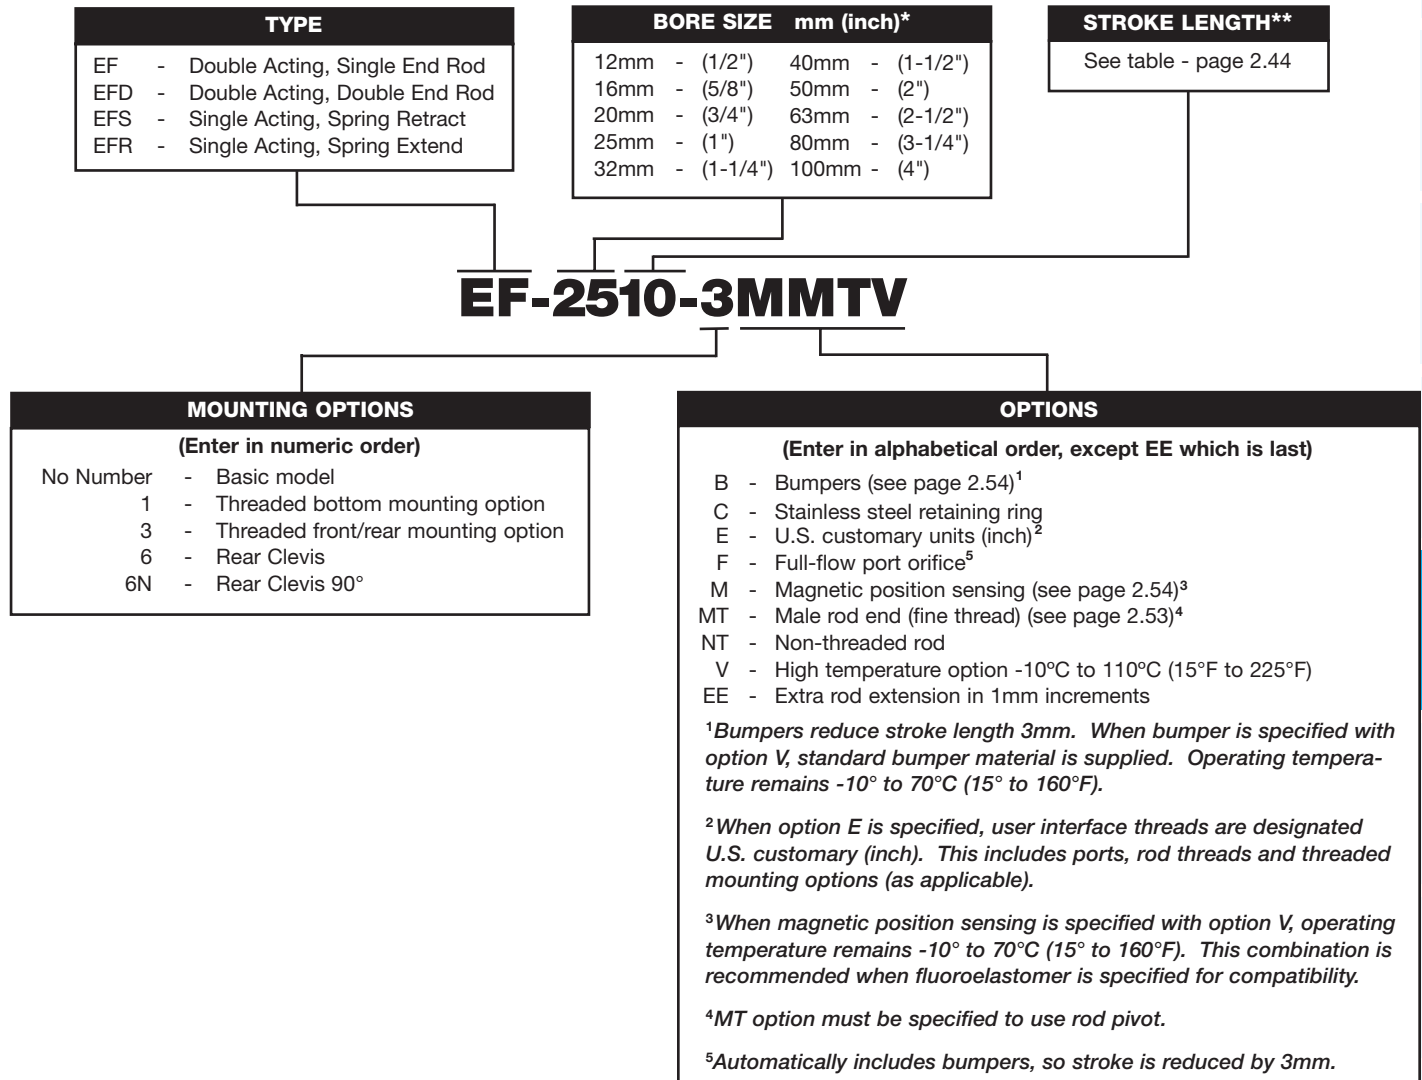 TYPE
EF - Double Acting, Single End Rod
EFD - Double Acting, Double End Rod
EFS - Single Acting, Spring Retract
EFR - Single Acting, Spring Extend
BORE SIZE mm (inch)*
12mm - (1/2") 40mm - (1-1/2")
16mm - (5/8") 50mm - (2")
20mm - (3/4") 63mm - (2-1/2")
25mm - (1") 80mm - (3-1/4")
32mm - (1-1/4") 100mm - (4")
STROKE LENGTH**
See table - page 2.44
EF-2510-3MMTV
MOUNTING OPTIONS
(Enter in numeric order)
No Number - Basic model
1 - Threaded bottom mounting option
3 - Threaded front/rear mounting option
6 - Rear Clevis
6N - Rear Clevis 90°
OPTIONS
(Enter in alphabetical order, except EE which is last)
B - Bumpers (see page 2.54)¹
C - Stainless steel retaining ring
E - U.S. customary units (inch)²
F - Full-flow port orifice⁵
M - Magnetic position sensing (see page 2.54)³
MT - Male rod end (fine thread) (see page 2.53)⁴
NT - Non-threaded rod
V - High temperature option -10ºC to 110ºC (15°F to 225°F)
EE - Extra rod extension in 1mm increments
¹Bumpers reduce stroke length 3mm. When bumper is specified with
option V, standard bumper material is supplied. Operating tempera-
ture remains -10° to 70°C (15° to 160°F).
²When option E is specified, user interface threads are designated
U.S. customary (inch). This includes ports, rod threads and threaded
mounting options (as applicable).
³When magnetic position sensing is specified with option V, operating
temperature remains -10° to 70°C (15° to 160°F). This combination is
recommended when fluoroelastomer is specified for compatibility.
⁴MT option must be specified to use rod pivot.
⁵Automatically includes bumpers, so stroke is reduced by 3mm.